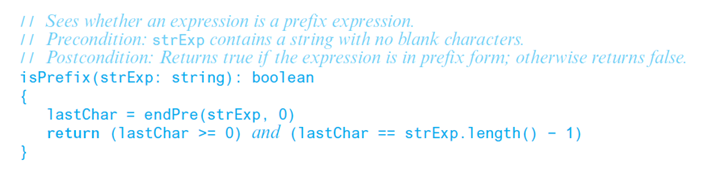 // Sees whether an expression is a prefix expression.
// Precondition: strExp contains a string with no blank characters.
// Postcondition: Returns true if the expression is in prefix form; otherwise returns false.
isPrefix(strExp: string): boolean
{
lastChar = endPre(strExp, 0)
return (lastChar >= 0) and (lastChar == strExp.length() − 1)
}